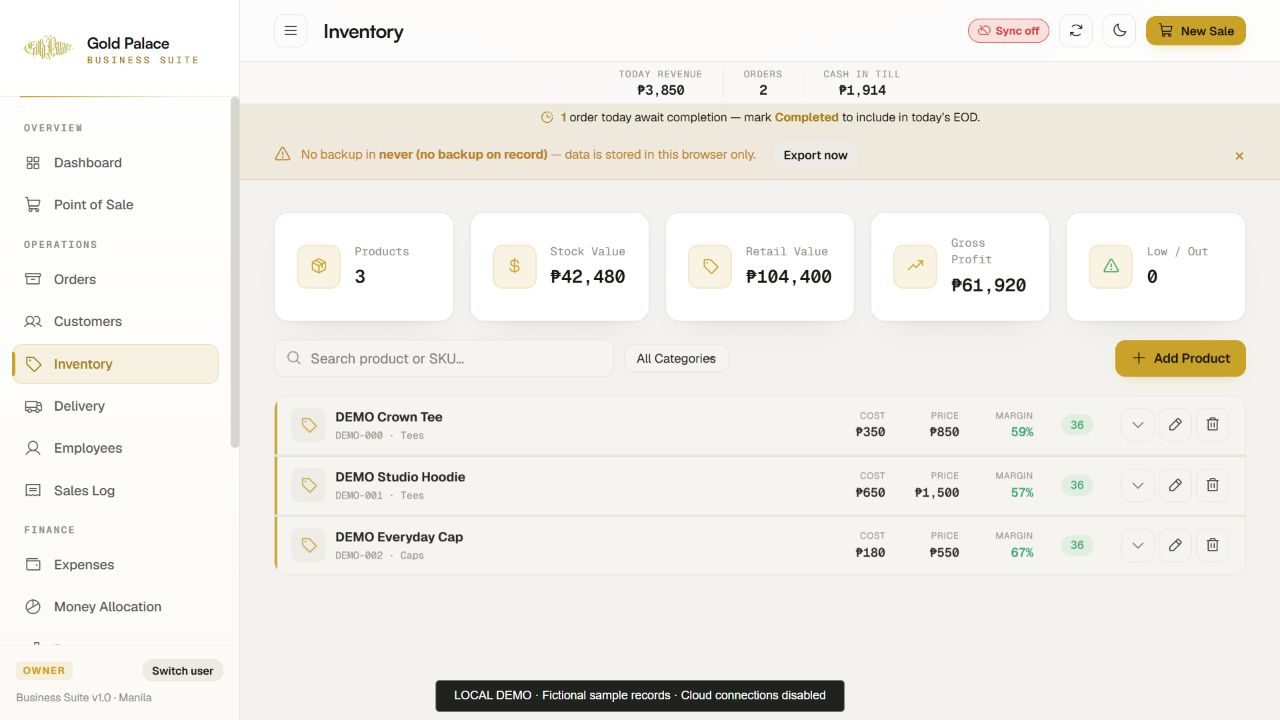 Gold Palace
BUSINESS SUITE
OVERVIEW
Dashboard
Point of Sale
OPERATIONS
Orders
Customers
Inventory
Delivery
Employees
Sales Log
FINANCE
Expenses
Money Allocation
OWNER
Switch user
Business Suite v1.0 · Manila
Inventory
Sync off
New Sale
TODAY REVENUE
₱3,850
ORDERS
2
CASH IN TILL
₱1,914
1 order today await completion — mark Completed to include in today's EOD.
No backup in never (no backup on record) — data is stored in this browser only.
Export now
×
Products
3
Stock Value
₱42,480
Retail Value
₱104,400
Gross
Profit
₱61,920
Low / Out
0
Search product or SKU...
All Categories
Add Product
DEMO Crown Tee
DEMO-000 · Tees
COST
₱350
PRICE
₱850
MARGIN
59%
36
DEMO Studio Hoodie
DEMO-001 · Tees
COST
₱650
PRICE
₱1,500
MARGIN
57%
36
DEMO Everyday Cap
DEMO-002 · Caps
COST
₱180
PRICE
₱550
MARGIN
67%
36
LOCAL DEMO · Fictional sample records · Cloud connections disabled